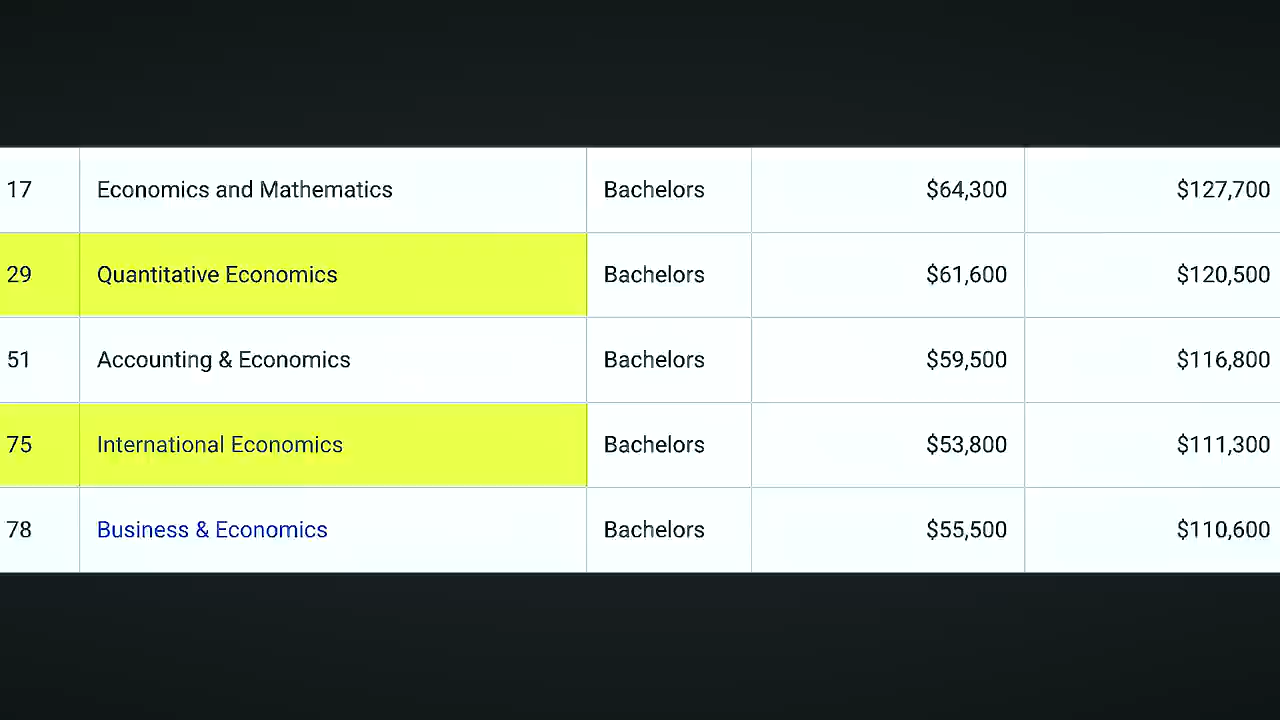 17 Economics and Mathematics Bachelors $64,300 $127,700
29 Quantitative Economics Bachelors $61,600 $120,500
51 Accounting & Economics Bachelors $59,500 $116,800
75 International Economics Bachelors $53,800 $111,300
78 Business & Economics Bachelors $55,500 $110,600